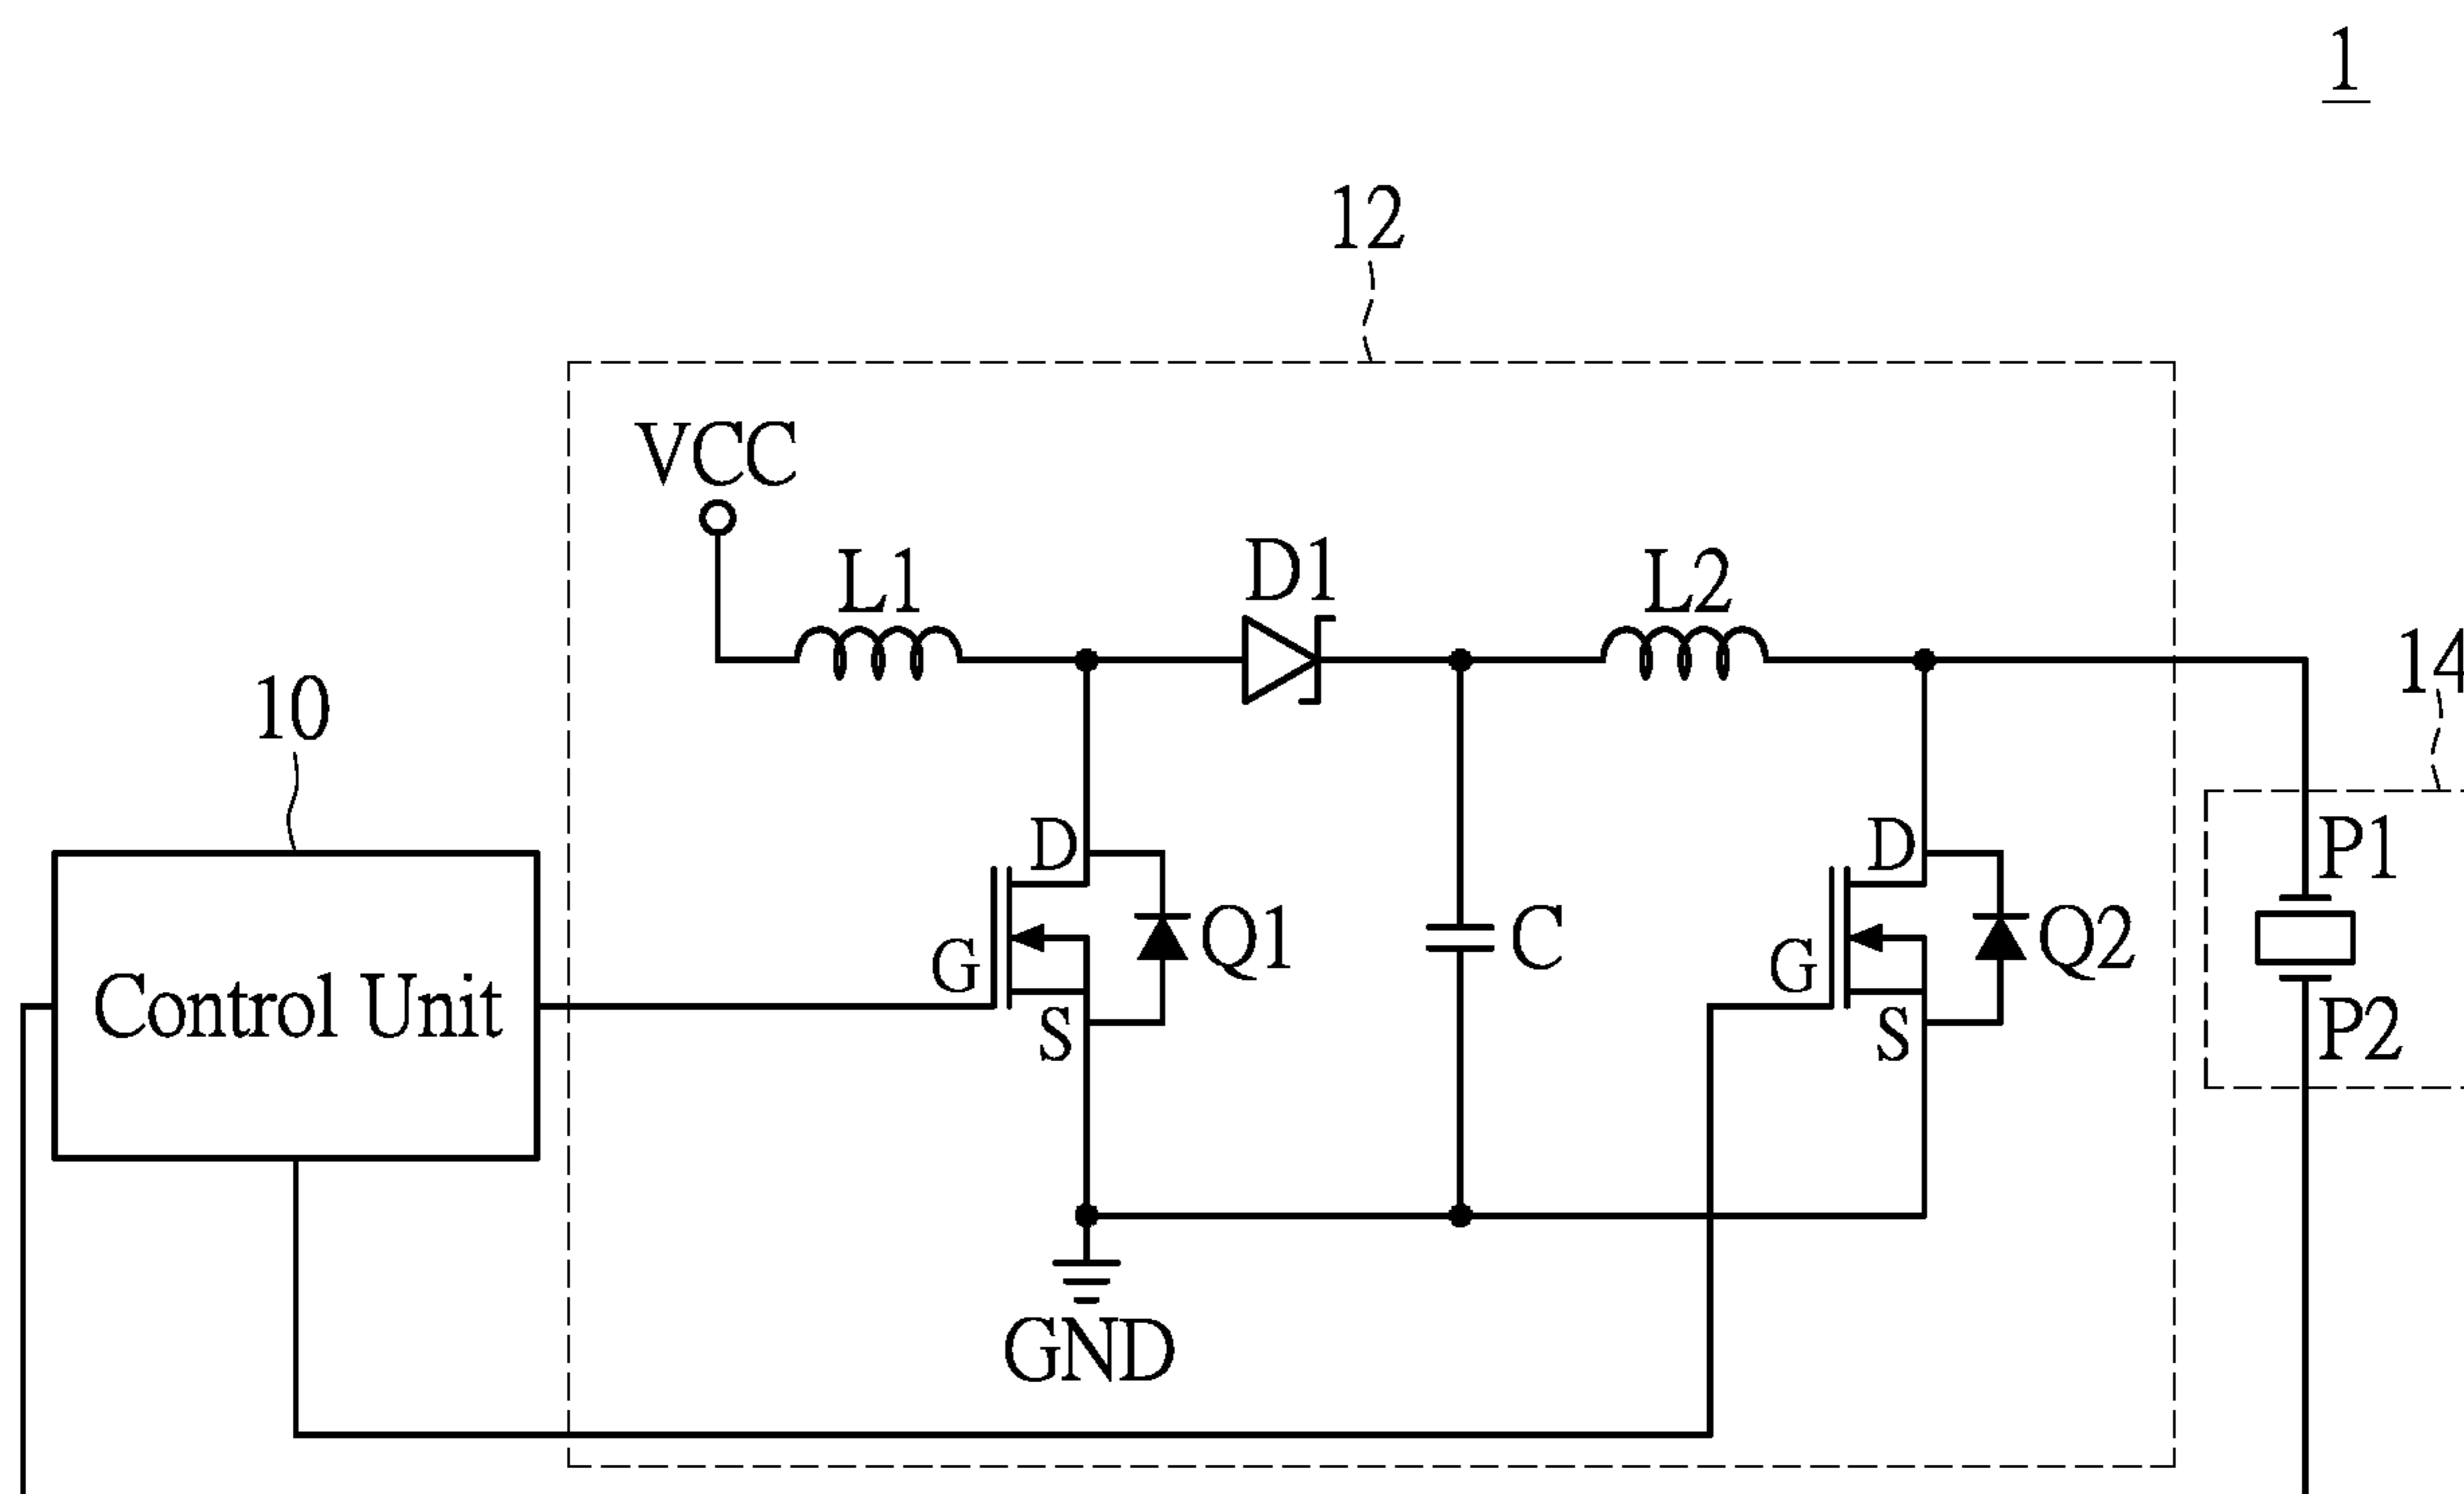 1
12
VCC
L1
D1
L2
14
10
D
D
P1
Q1
C
Q2
G
G
Control Unit
S
S
P2
GND